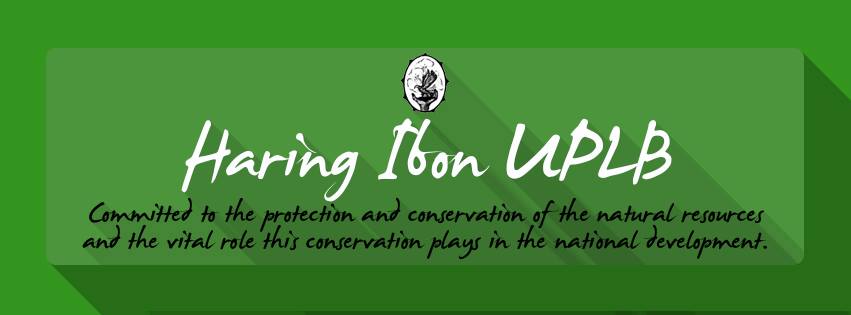 Haring Ibon UPLB
Committed to the protection and conservation of the natural resources
and the vital role this conservation plays in the national development.